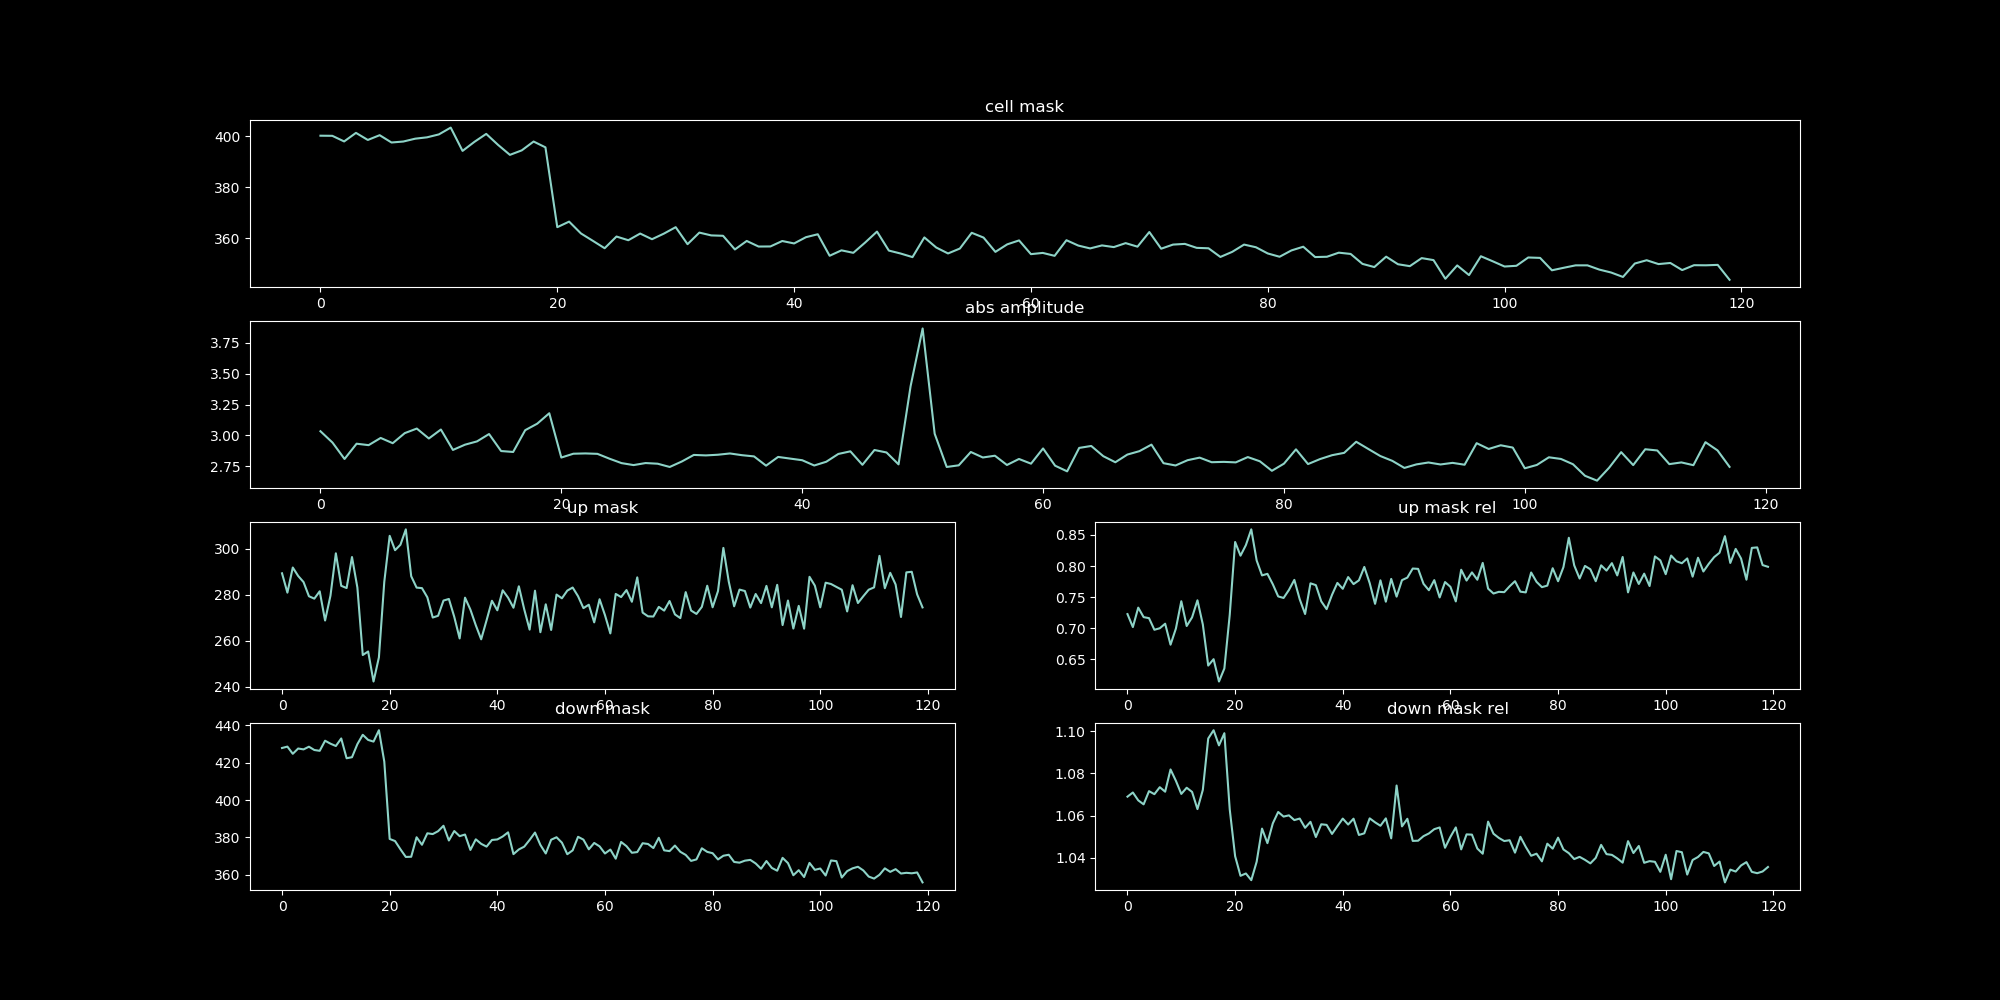 cell mask
400
380
360
0 20 40 60 80 100 120
abs amplitude
3.75
3.50
3.25
3.00
2.75
0 20 40 60 80 100 120
up mask
300
280
260
240
0 20 40 60 80 100 120
up mask rel
0.85
0.80
0.75
0.70
0.65
0 20 40 60 80 100 120
down mask
440
420
400
380
360
0 20 40 60 80 100 120
down mask rel
1.10
1.08
1.06
1.04
0 20 40 60 80 100 120